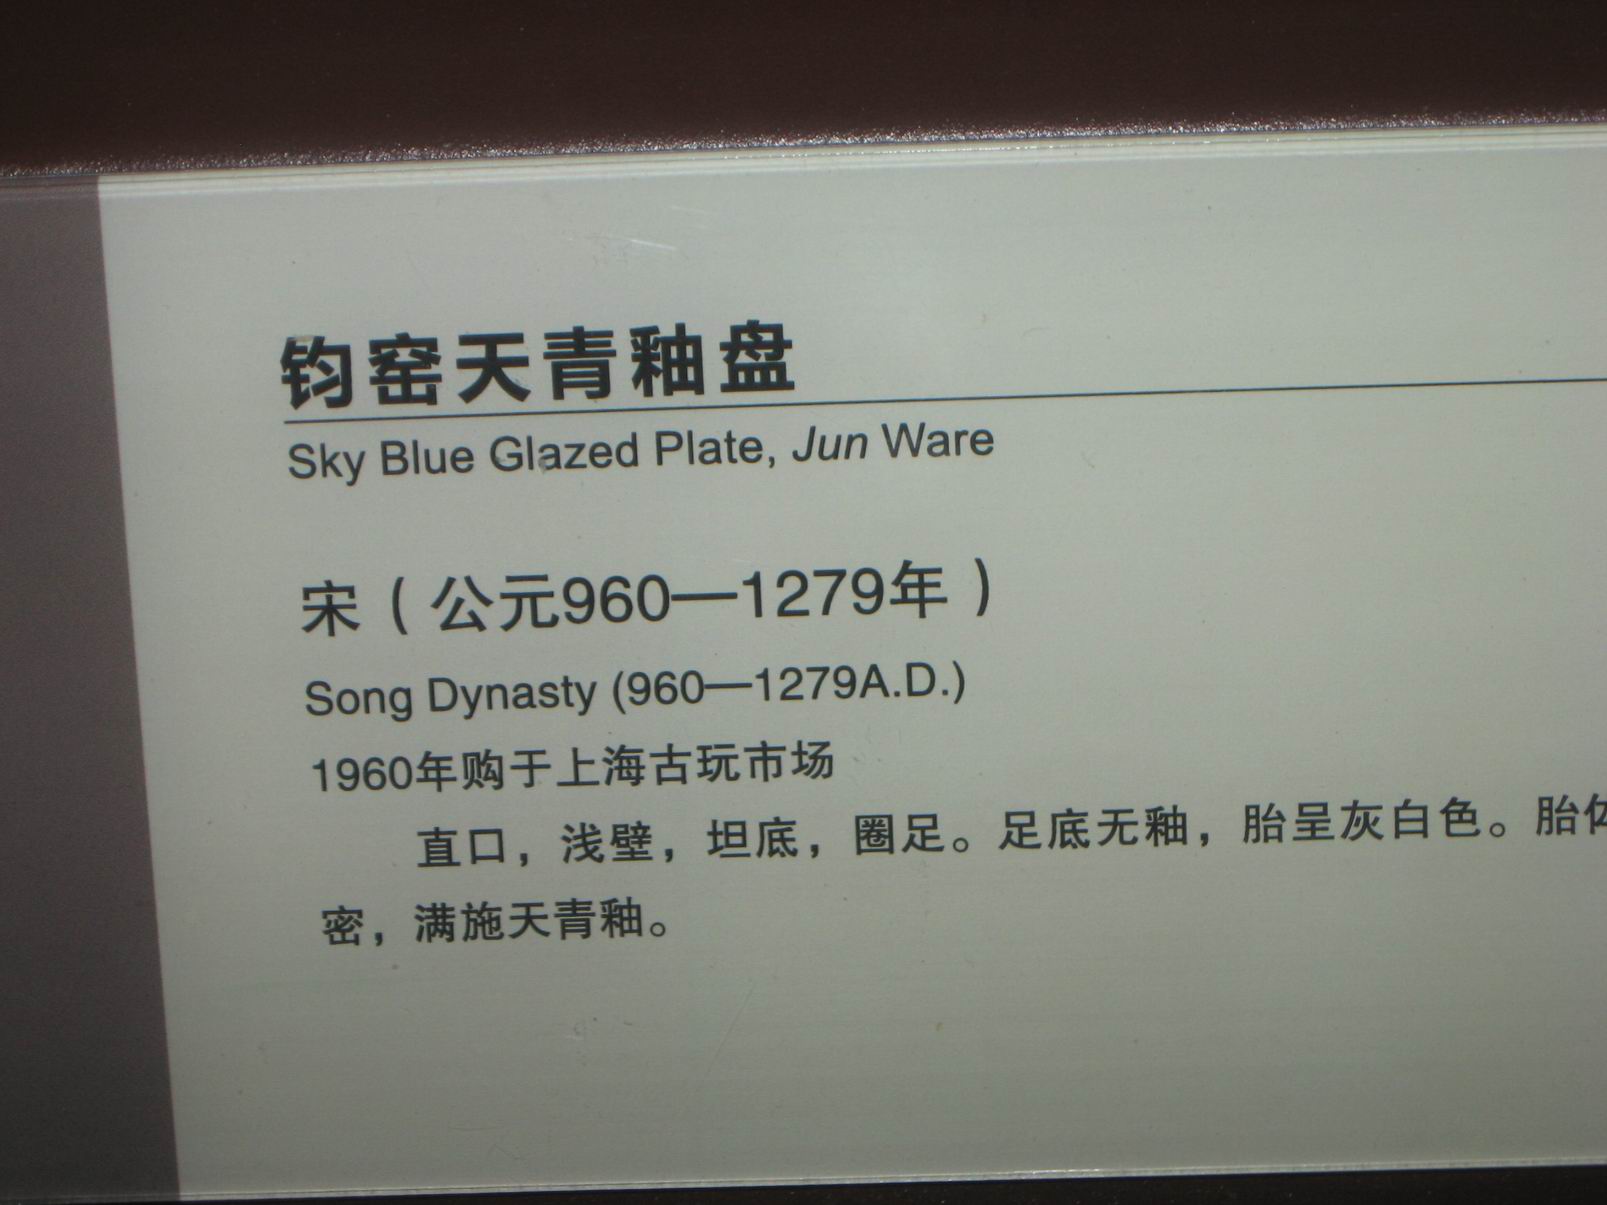 钧窑天青釉盘
Sky Blue Glazed Plate, Jun Ware
宋（公元960—1279年）
Song Dynasty (960—1279A.D.)
1960年购于上海古玩市场
直口，浅壁，坦底，圈足。足底无釉，胎呈灰白色。胎体
密，满施天青釉。